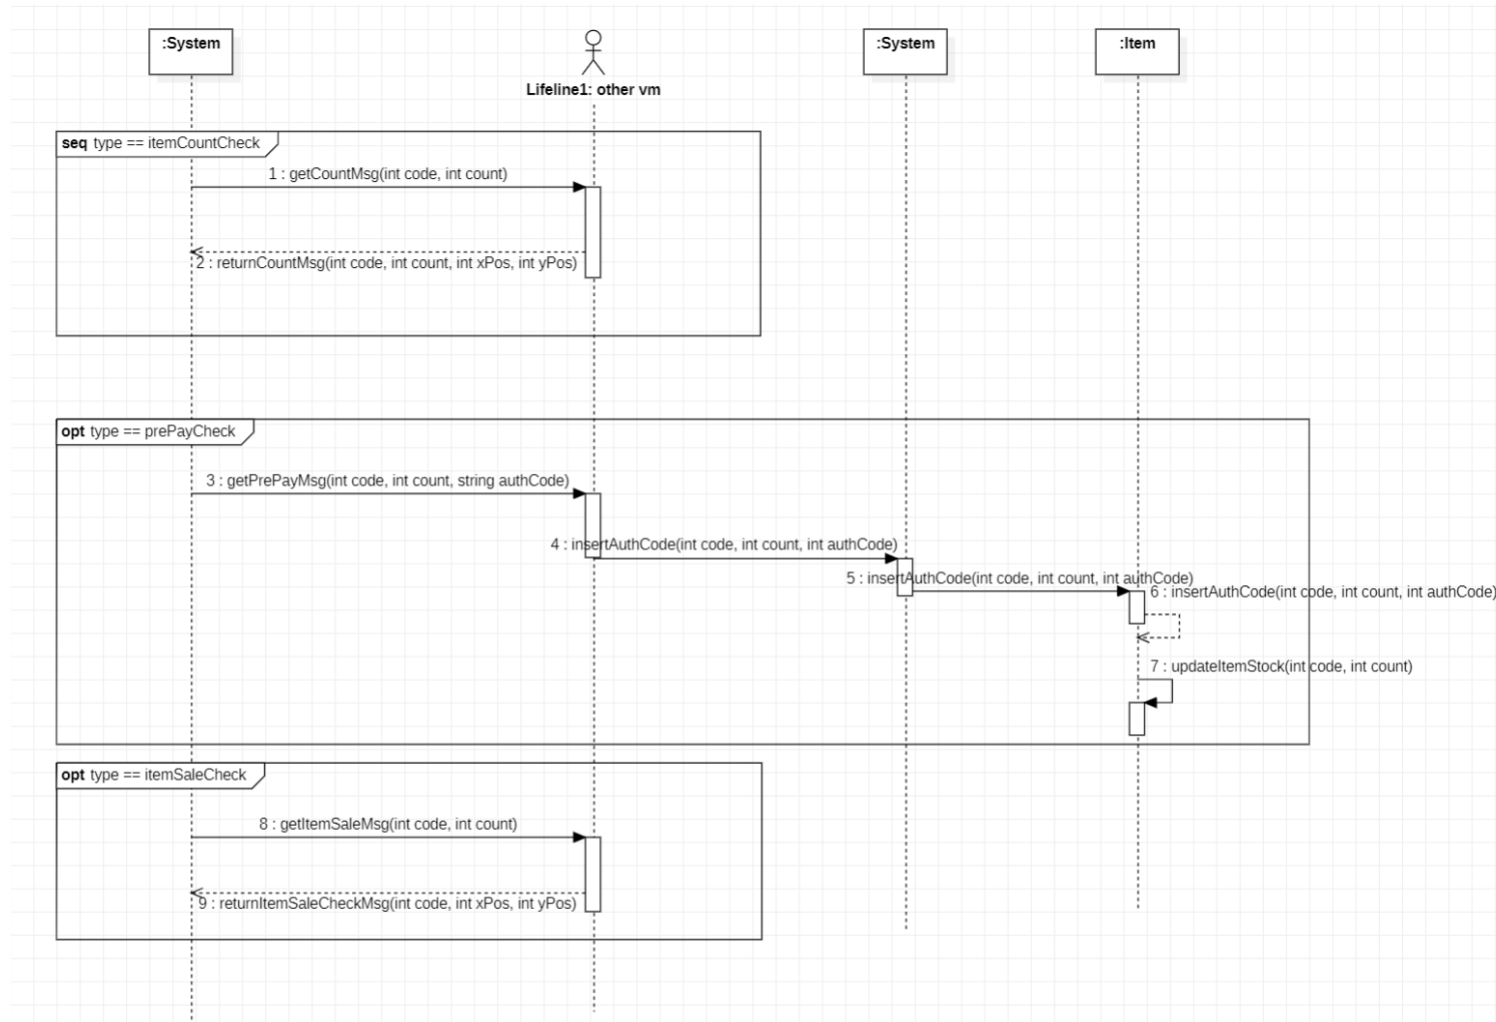 :System
Lifeline1: other vm
:System
:Item
seq type == itemCountCheck
1 : getCountMsg(int code, int count)
2 : returnCountMsg(int code, int count, int xPos, int yPos)
opt type == prePayCheck
3 : getPrePayMsg(int code, int count, string authCode)
4 : insertAuthCode(int code, int count, int authCode)
5 : insertAuthCode(int code, int count, int authCode)
6 : insertAuthCode(int code, int count, int authCode)
7 : updateItemStock(int code, int count)
opt type == itemSaleCheck
8 : getItemSaleMsg(int code, int count)
9 : returnItemSaleCheckMsg(int code, int xPos, int yPos)